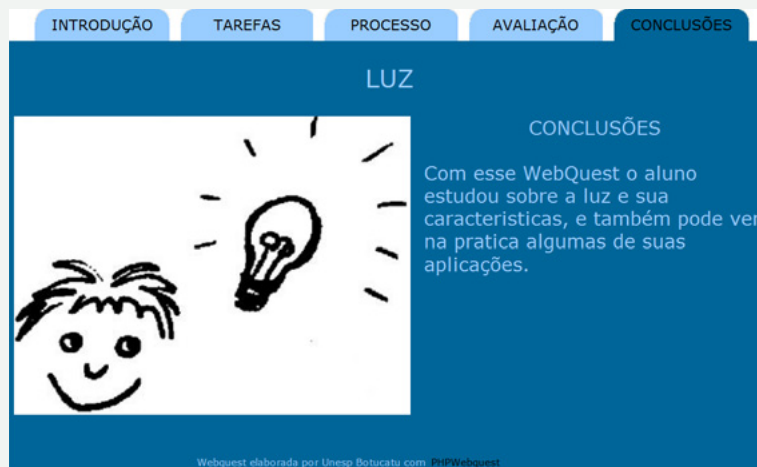 INTRODUÇÃO TAREFAS PROCESSO AVALIAÇÃO CONCLUSÕES
LUZ
CONCLUSÕES
Com esse WebQuest o aluno
estudou sobre a luz e sua
caracteristicas, e também pode ver
na pratica algumas de suas
aplicações.
Webquest elaborada por Unesp Botucatu com PHPWebquest